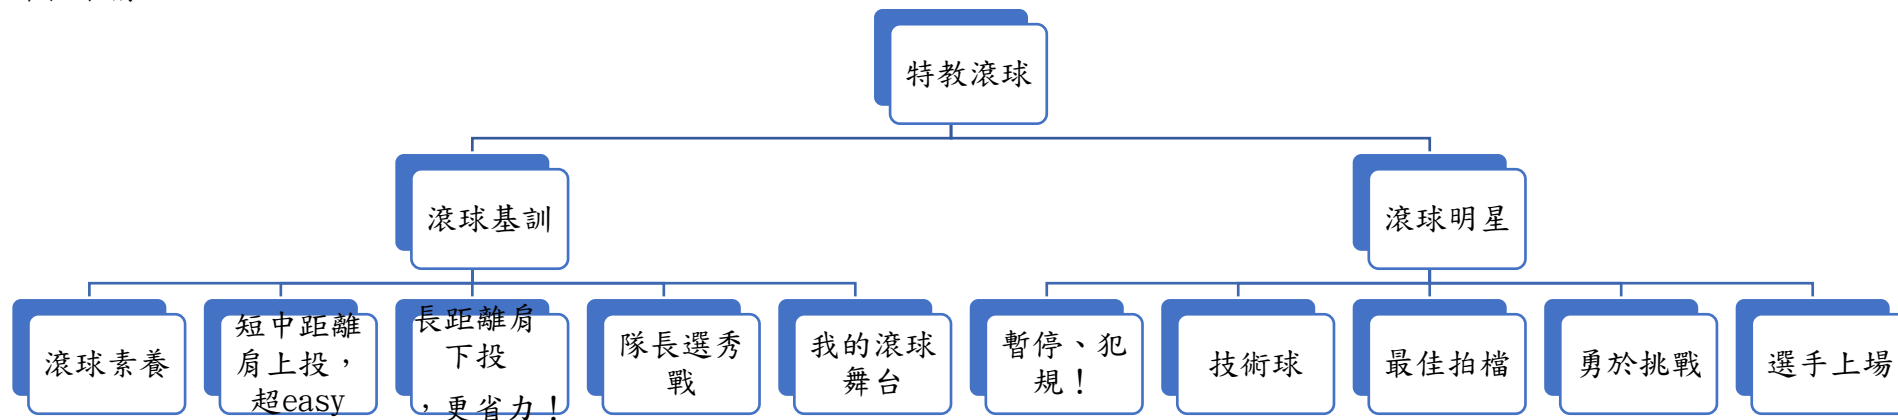 特教滾球
滾球基訓
滾球明星
滾球素養
短中距離
肩上投，
超easy
長距離肩
下投
，更省力！
隊長選秀
戰
我的滾球
舞台
暫停、犯
規！
技術球
最佳拍檔
勇於挑戰
選手上場